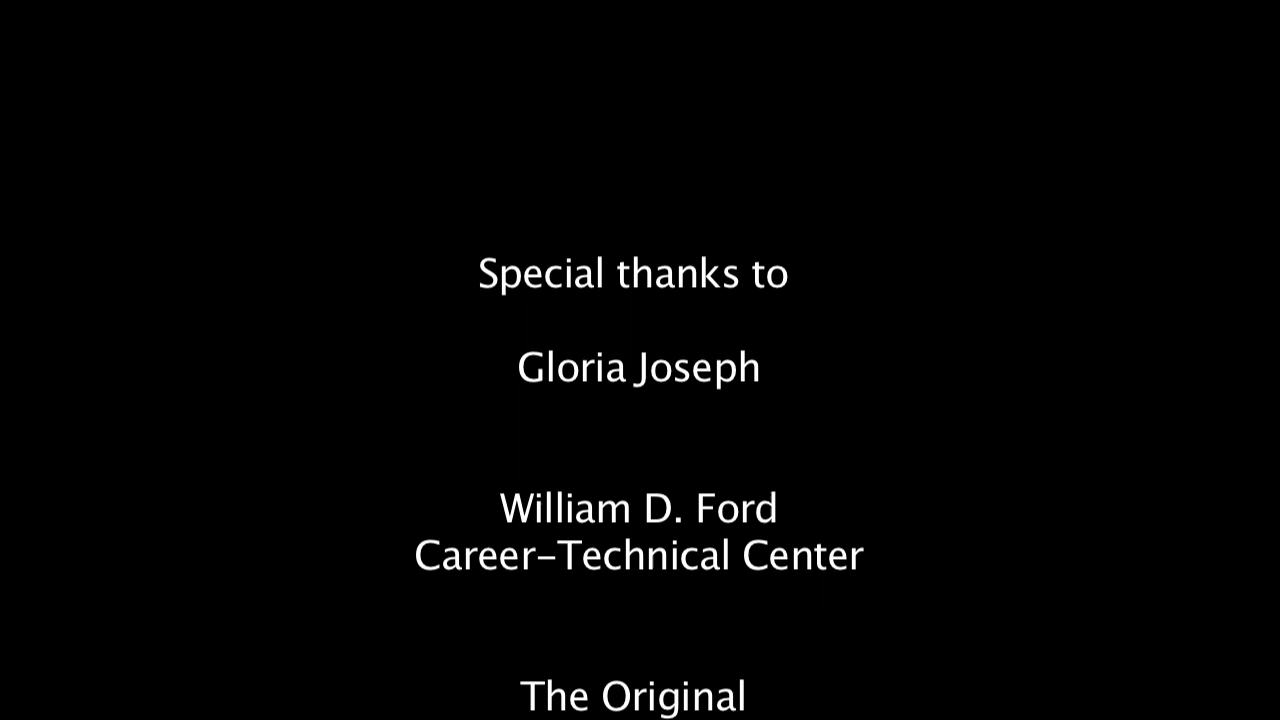 Special thanks to
Gloria Joseph
William D. Ford
Career-Technical Center
The Original